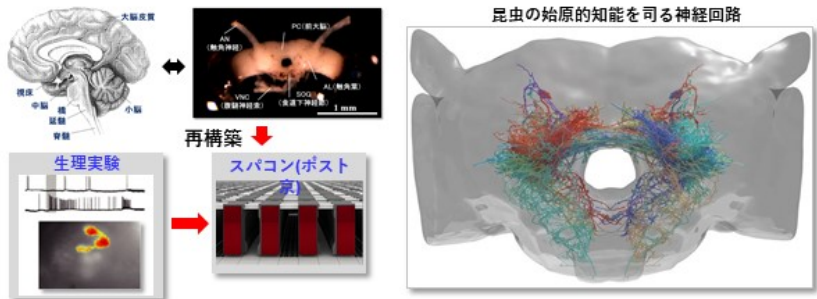 大脳皮質
視床
中脳
橋
延髄
脊髄
小脳
AN
(触角神経)
PC(前大脳)
VNC
(腹髄神経索)
SOG
(食道下神経節)
AL(触角葉)
1 mm
再構築
生理実験
スパコン(ポスト
京)
昆虫の始原的知能を司る神経回路